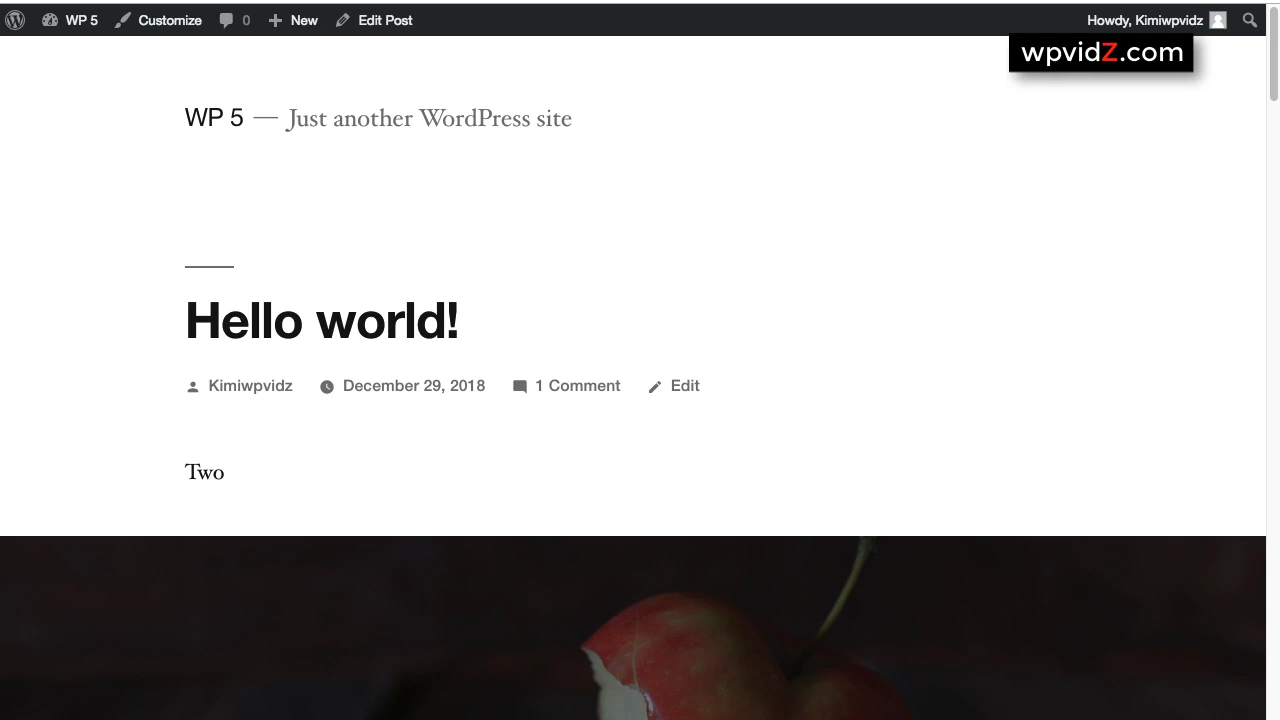 WP 5 Customize 0 New Edit Post Howdy, Kimiwpvidz
wpvidZ.com
WP 5 — Just another WordPress site
Hello world!
Kimiwpvidz December 29, 2018 1 Comment Edit
Two